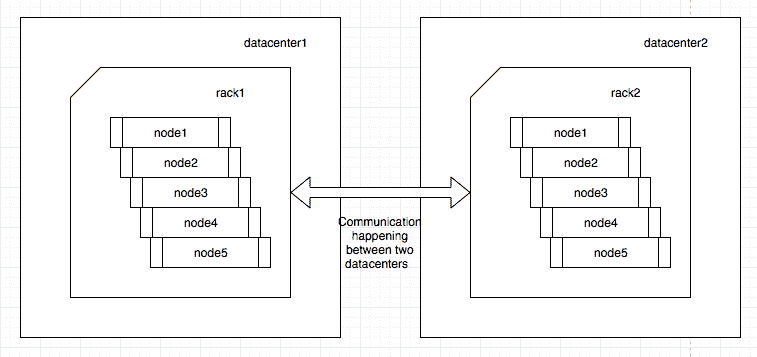 datacenter1
rack1
node1
node2
node3
node4
node5
Communication
happening
between two
datacenters
datacenter2
rack2
node1
node2
node3
node4
node5